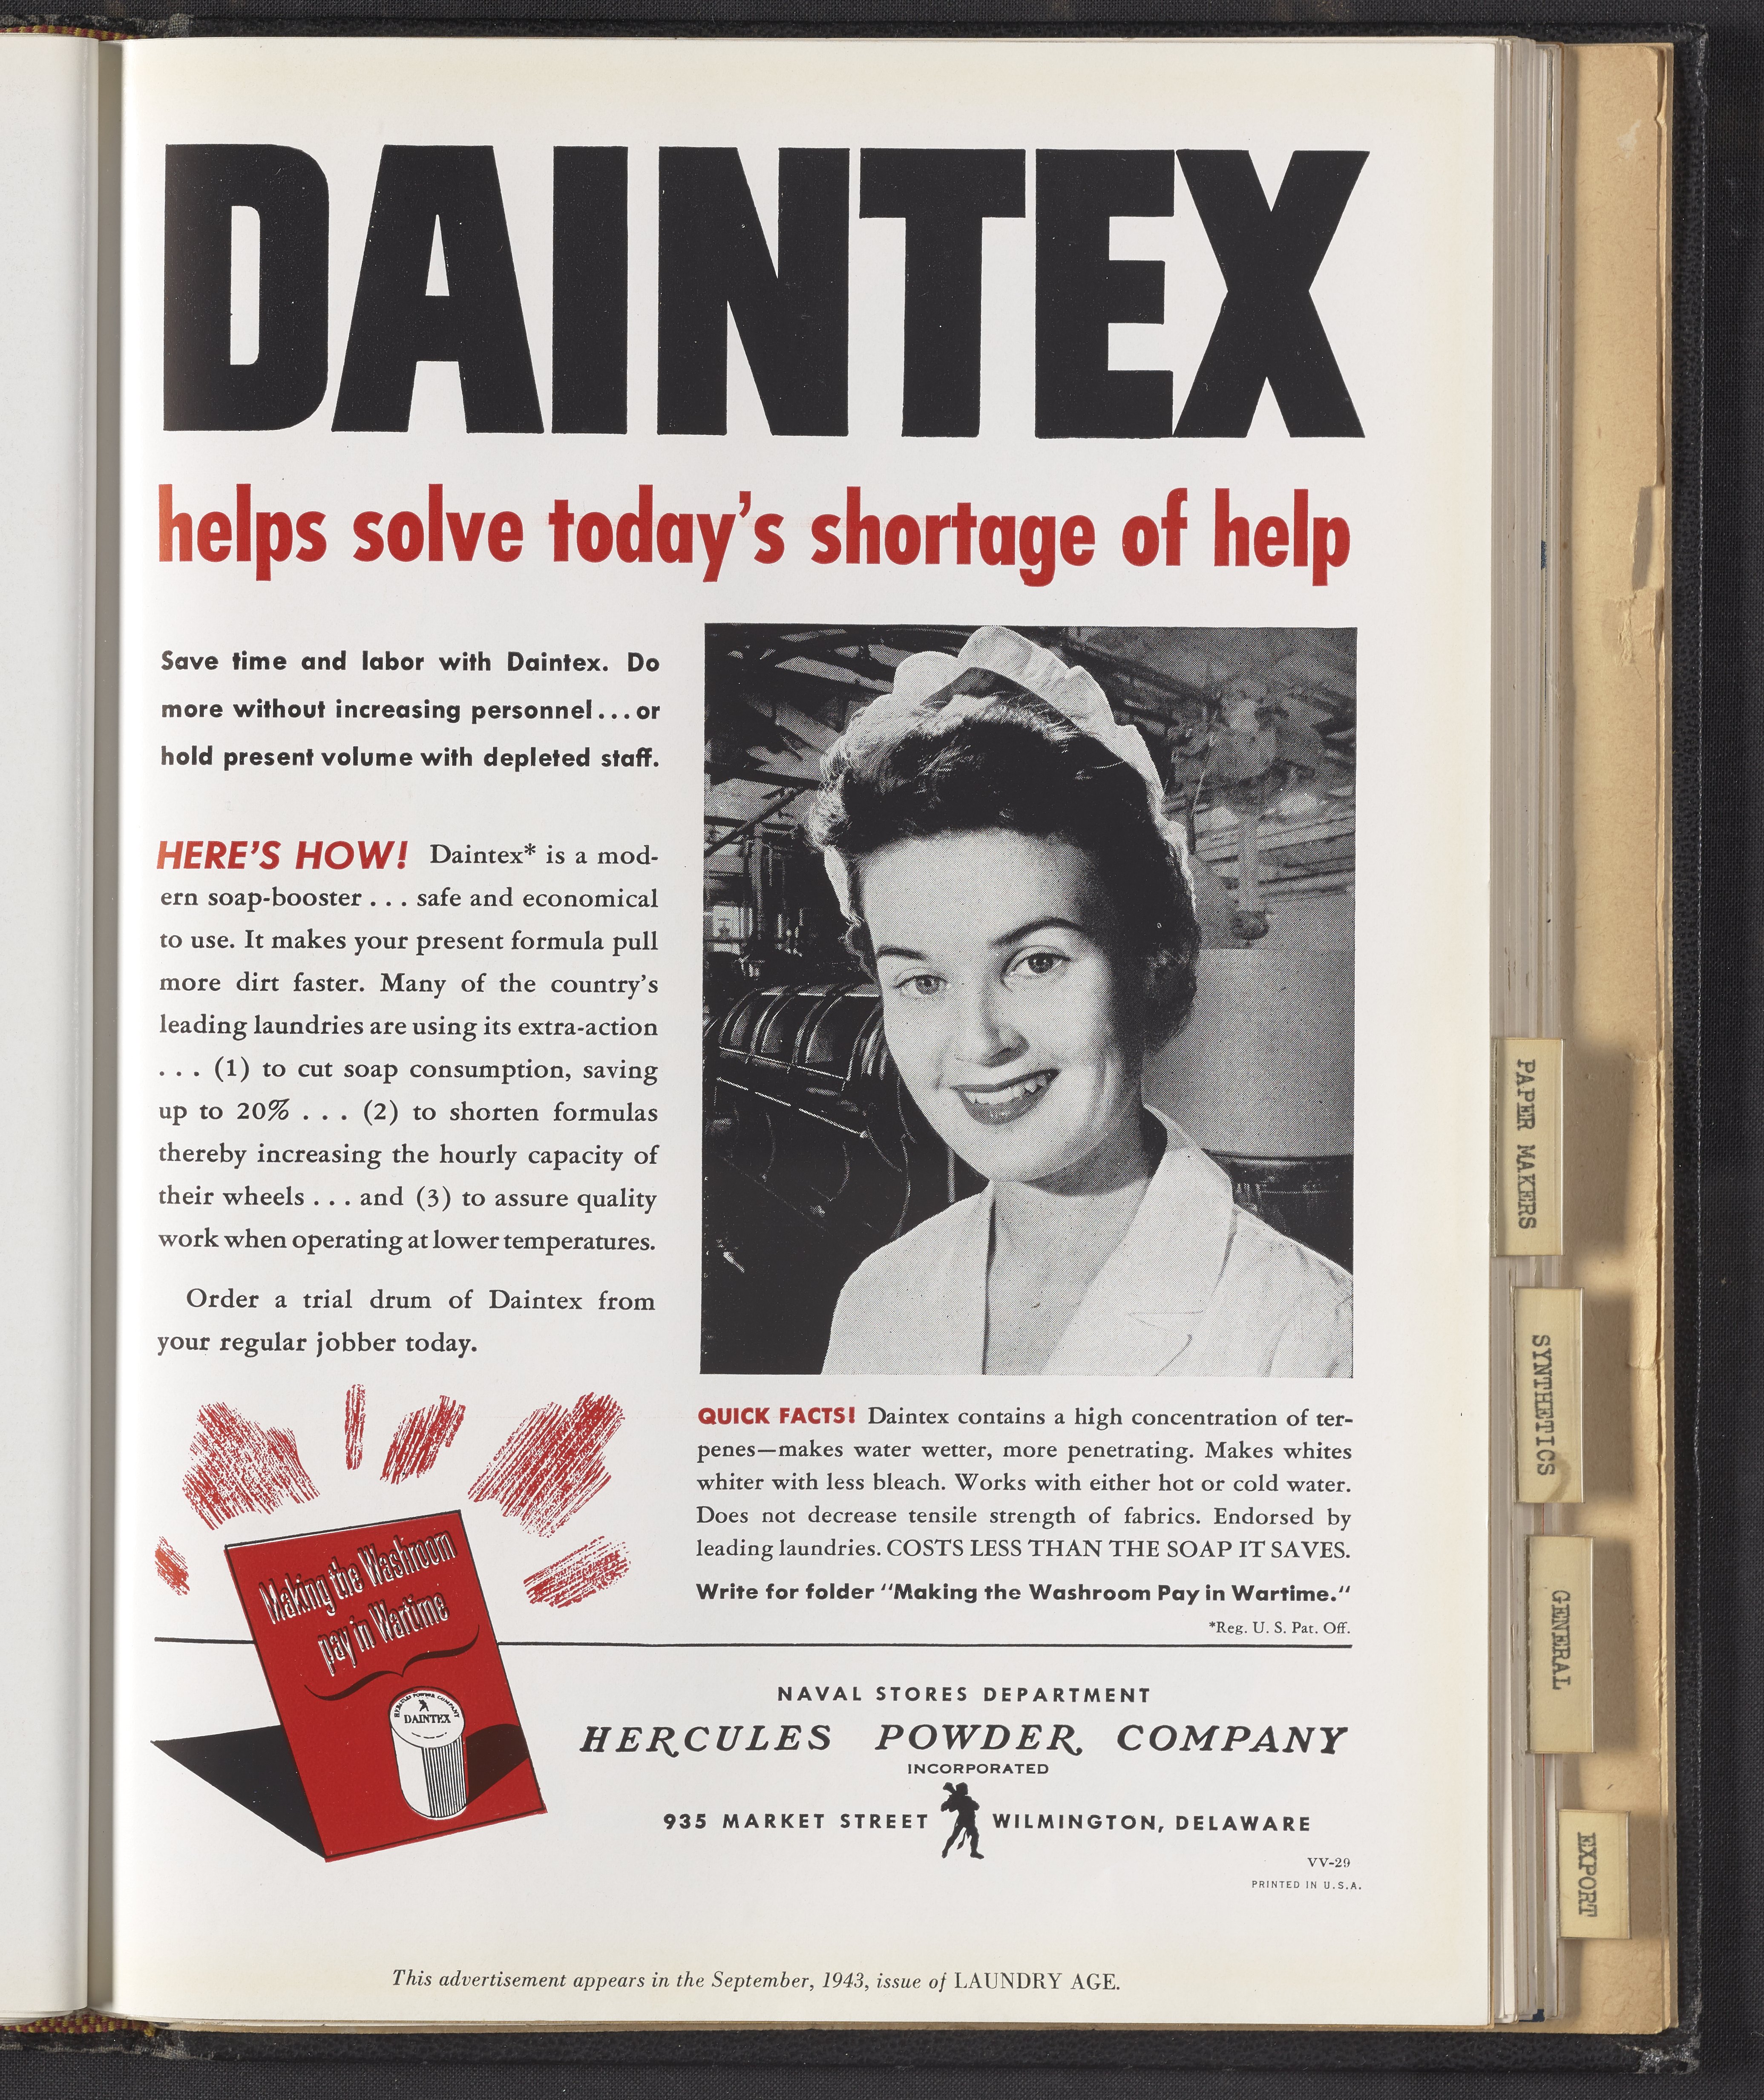 DAINTEX
helps solve today's shortage of help
Save time and labor with Daintex. Do
more without increasing personnel...or
hold present volume with depleted staff.
HERE'S HOW! Daintex* is a mod-
ern soap-booster . . . safe and economical
to use. It makes your present formula pull
more dirt faster. Many of the country's
leading laundries are using its extra-action
. . . (1) to cut soap consumption, saving
up to 20% . . . (2) to shorten formulas
thereby increasing the hourly capacity of
their wheels . . . and (3) to assure quality
work when operating at lower temperatures.
Order a trial drum of Daintex from
your regular jobber today.
QUICK FACTS! Daintex contains a high concentration of ter-
penes—makes water wetter, more penetrating. Makes whites
whiter with less bleach. Works with either hot or cold water.
Does not decrease tensile strength of fabrics. Endorsed by
leading laundries. COSTS LESS THAN THE SOAP IT SAVES.
Write for folder "Making the Washroom Pay in Wartime."
*Reg. U. S. Pat. Off.
Making the Washroom
pay in Wartime
HERCULES POWDER COMPANY
DAINTEX
NAVAL STORES DEPARTMENT
HERCULES POWDER COMPANY
INCORPORATED
935 MARKET STREET WILMINGTON, DELAWARE
VV-29
PRINTED IN U.S.A.
This advertisement appears in the September, 1943, issue of LAUNDRY AGE.
PAPER MAKERS
SYNTHETICS
GENERAL
EXPORT